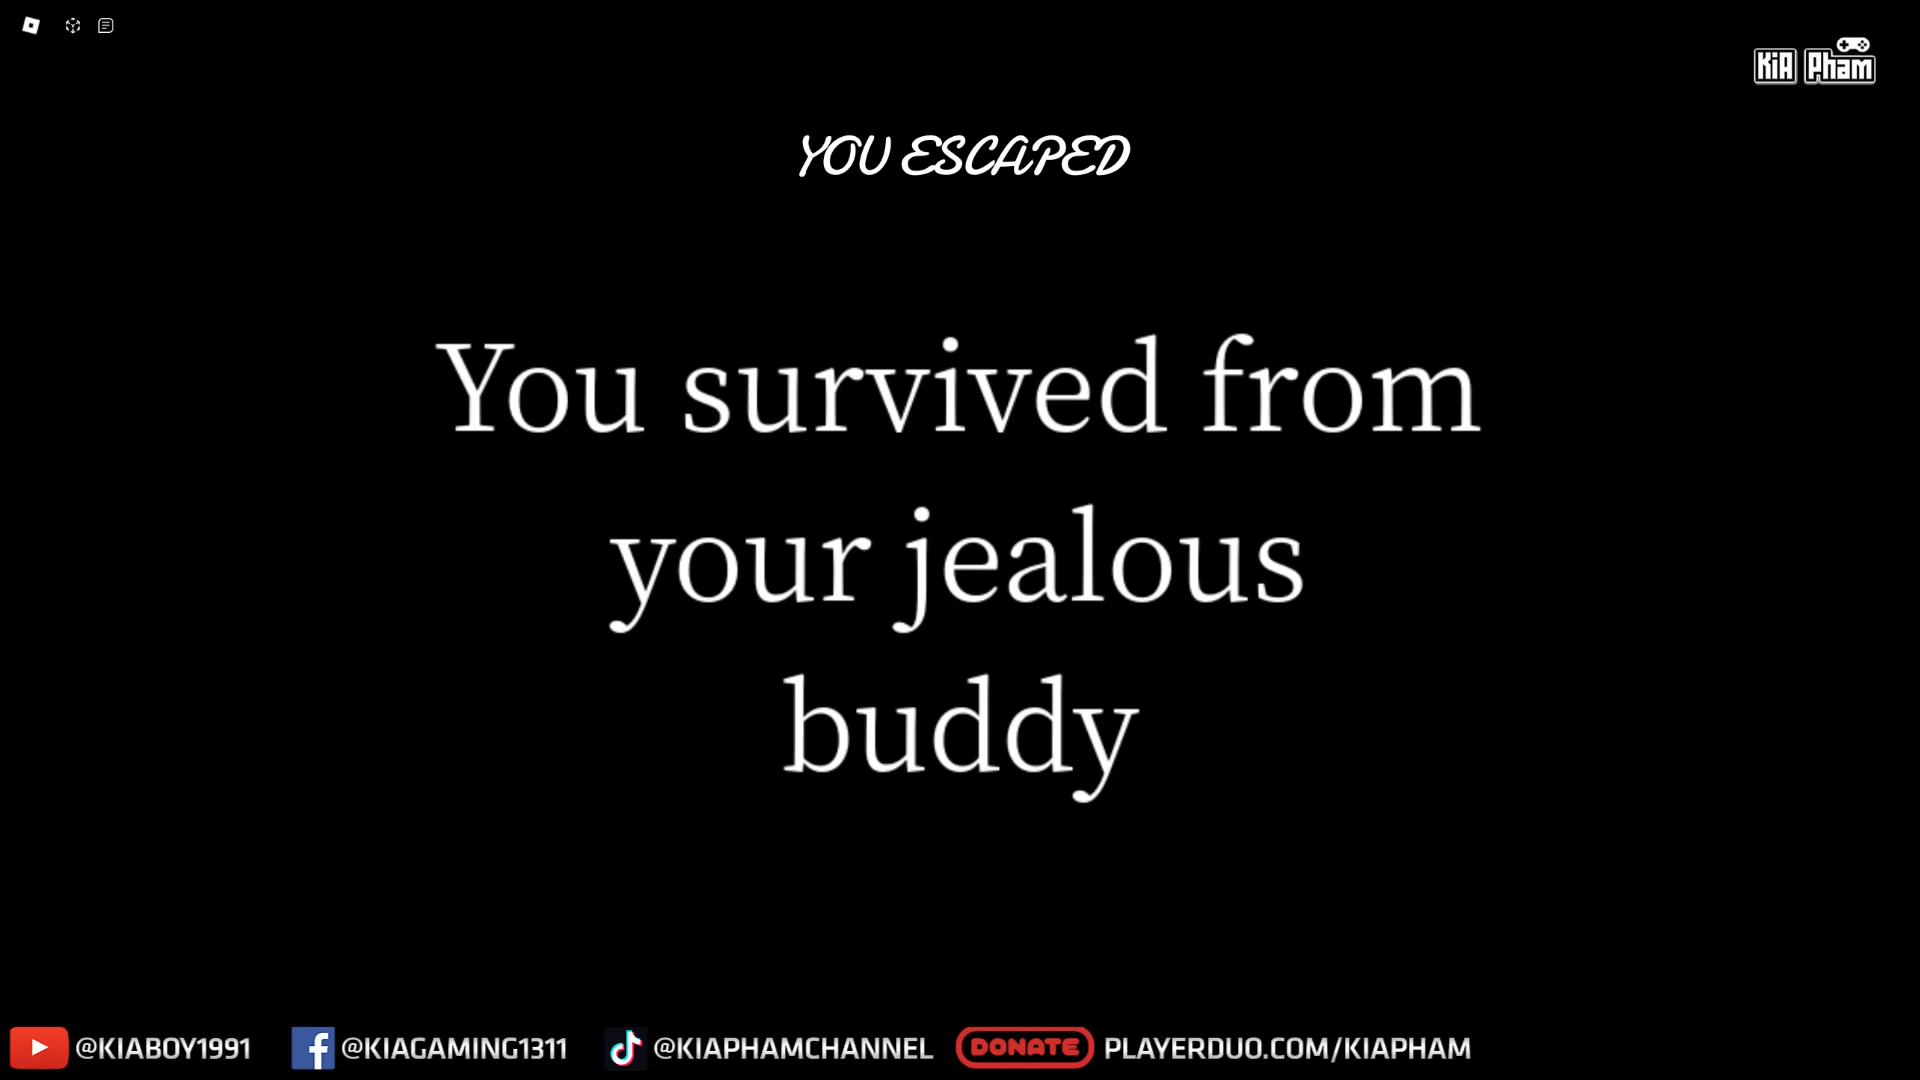 KiA Pham
YOU ESCAPED
You survived from
your jealous
buddy
@KIABOY1991 @KIAGAMING1311 @KIAPHAMCHANNEL DONATE PLAYERDUO.COM/KIAPHAM